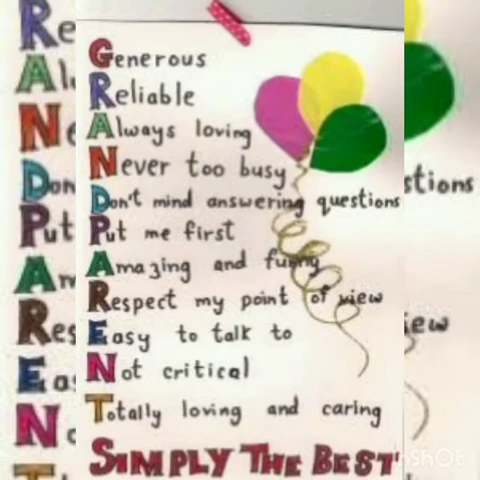 Generous
Reliable
Always loving
Never too busy
Don't mind answering questions
Put me first
Amazing and funny
Respect my point of view
Easy to talk to
Not critical
Totally loving and caring
SIMPLY THE BEST